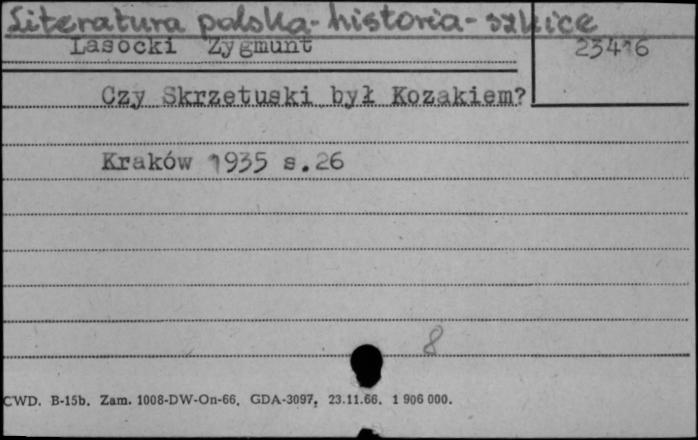 Literatura polska - historia - szkice
Lasocki Zygmunt
23416
Czy Skrzetuski był Kozakiem?
Kraków 1935 s.26
8
CWD. B-15b. Zam. 1008-DW-On-66. GDA-3097, 23.11.66. 1 906 000.